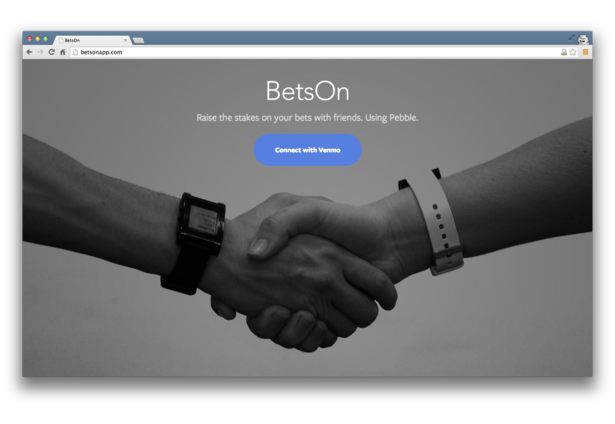 BetsOn
betsonapp.com
BetsOn
Raise the stakes on your bets with friends. Using Pebble.
Connect with Venmo